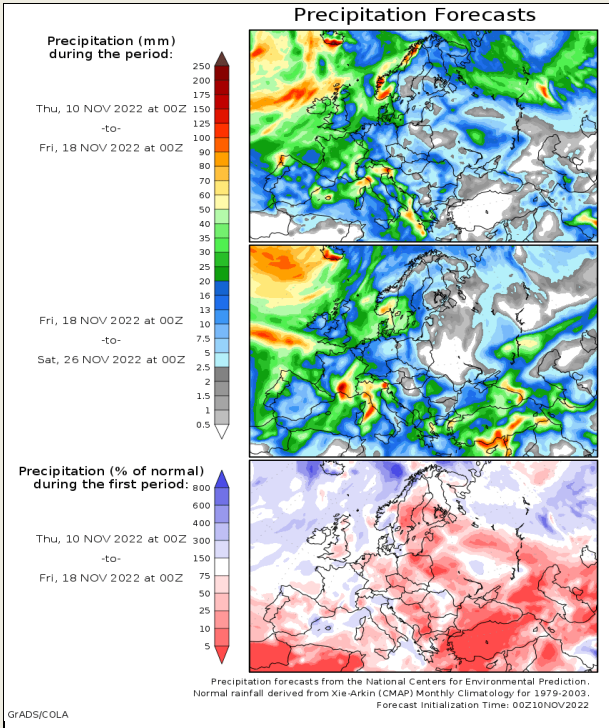 Precipitation Forecasts
Precipitation (mm)
during the period:
Thu, 10 NOV 2022 at 00Z
-to-
Fri, 18 NOV 2022 at 00Z
250
200
175
150
125
100
90
80
70
60
50
40
35
30
25
20
16
13
10
7.5
5
2.5
2
1.5
1
0.5
Fri, 18 NOV 2022 at 00Z
-to-
Sat, 26 NOV 2022 at 00Z
Precipitation (% of normal)
during the first period:
Thu, 10 NOV 2022 at 00Z
-to-
Fri, 18 NOV 2022 at 00Z
800
600
400
300
150
75
50
25
10
5
Precipitation forecasts from the National Centers for Environmental Prediction.
Normal rainfall derived from Xie-Arkin (CMAP) Monthly Climatology for 1979-2003.
Forecast Initialization Time: 00Z10NOV2022
GrADS/COLA